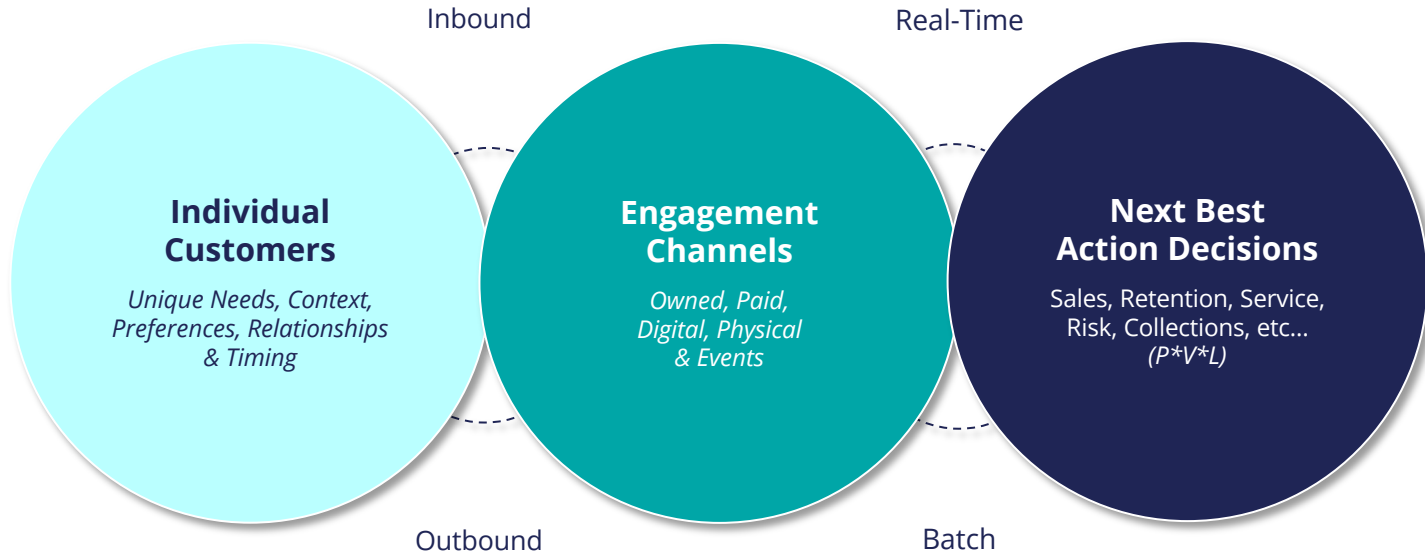 Inbound
Real-Time
Individual
Customers
Unique Needs, Context,
Preferences, Relationships
& Timing
Engagement
Channels
Owned, Paid,
Digital, Physical
& Events
Next Best
Action Decisions
Sales, Retention, Service,
Risk, Collections, etc...
(P*V*L)
Outbound
Batch